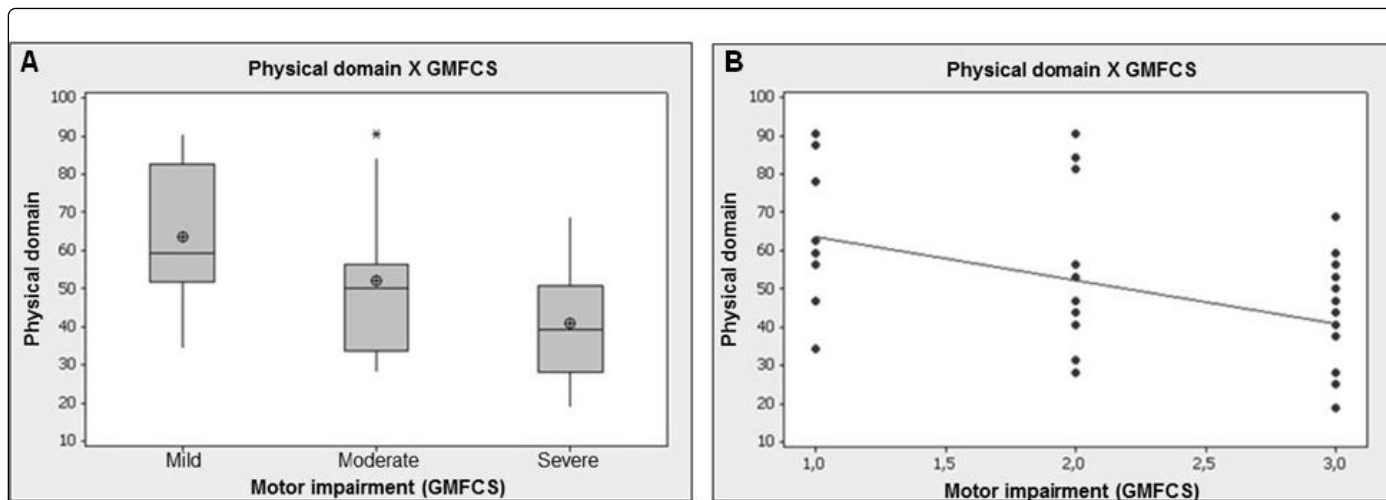 A
Physical domain X GMFCS
Physical domain
100
90
80
70
60
50
40
30
20
10
Mild Moderate Severe
Motor impairment (GMFCS)
B
Physical domain X GMFCS
Physical domain
100
90
80
70
60
50
40
30
20
10
1,0 1,5 2,0 2,5 3,0
Motor impairment (GMFCS)